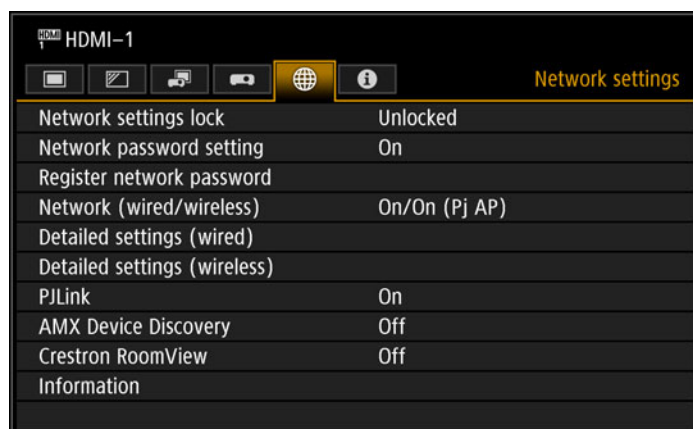 HDMI 1 HDMI-1
Network settings
Network settings lock Unlocked
Network password setting On
Register network password
Network (wired/wireless) On/On (Pj AP)
Detailed settings (wired)
Detailed settings (wireless)
PJLink On
AMX Device Discovery Off
Crestron RoomView Off
Information